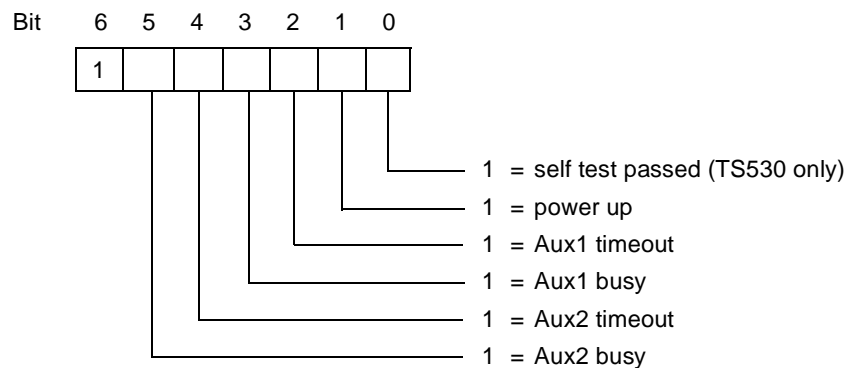 Bit 6 5 4 3 2 1 0
1
1 = self test passed (TS530 only)
1 = power up
1 = Aux1 timeout
1 = Aux1 busy
1 = Aux2 timeout
1 = Aux2 busy